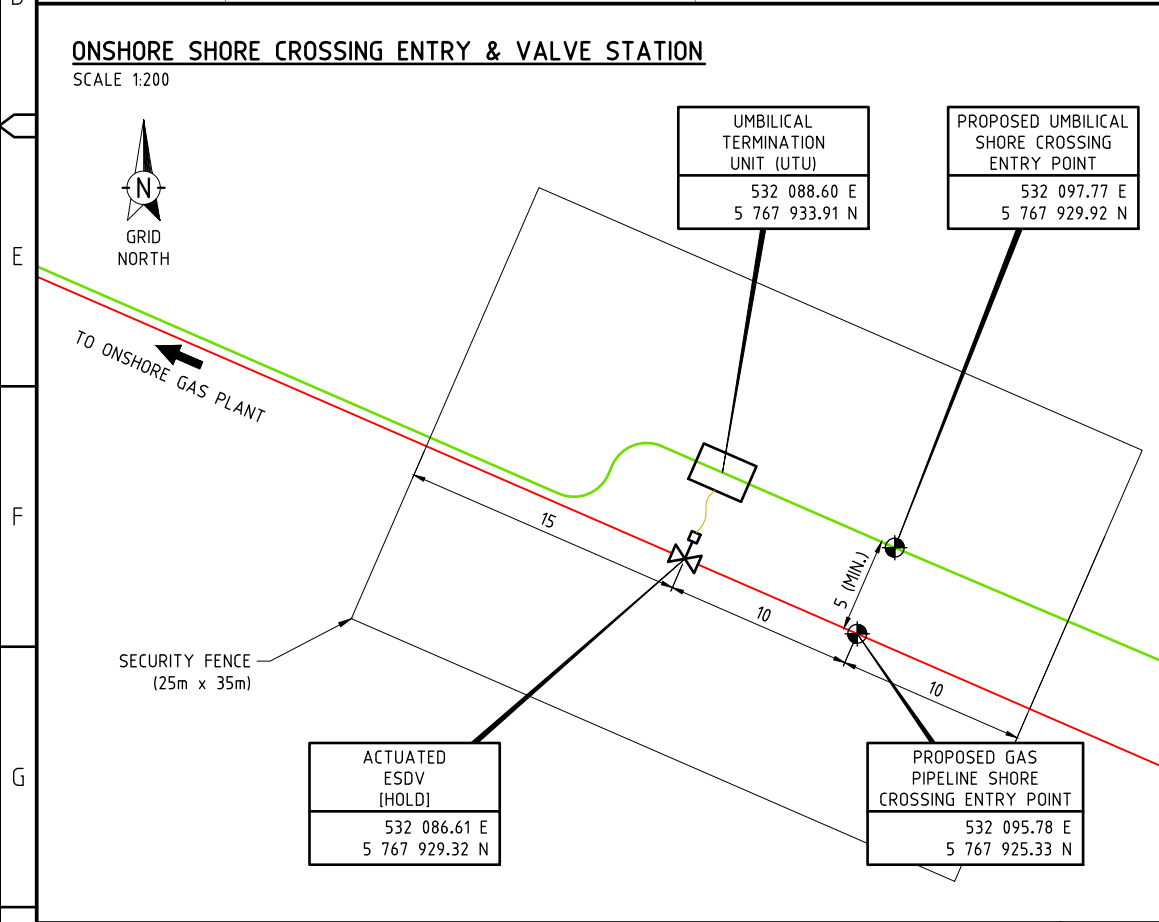 ONSHORE SHORE CROSSING ENTRY & VALVE STATION
SCALE 1:200
N
GRID
NORTH
UMBILICAL
TERMINATION
UNIT (UTU)
532 088.60 E
5 767 933.91 N
PROPOSED UMBILICAL
SHORE CROSSING
ENTRY POINT
532 097.77 E
5 767 929.92 N
E
TO ONSHORE GAS PLANT
F
15
5 (MIN.)
10
10
SECURITY FENCE
(25m x 35m)
G
ACTUATED
ESDV
[HOLD]
532 086.61 E
5 767 929.32 N
PROPOSED GAS
PIPELINE SHORE
CROSSING ENTRY POINT
532 095.78 E
5 767 925.33 N